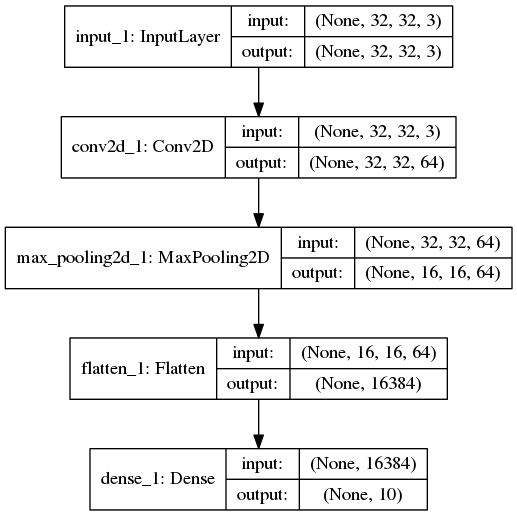 input_1: InputLayer
input: (None, 32, 32, 3)
output: (None, 32, 32, 3)
conv2d_1: Conv2D
input: (None, 32, 32, 3)
output: (None, 32, 32, 64)
max_pooling2d_1: MaxPooling2D
input: (None, 32, 32, 64)
output: (None, 16, 16, 64)
flatten_1: Flatten
input: (None, 16, 16, 64)
output: (None, 16384)
dense_1: Dense
input: (None, 16384)
output: (None, 10)